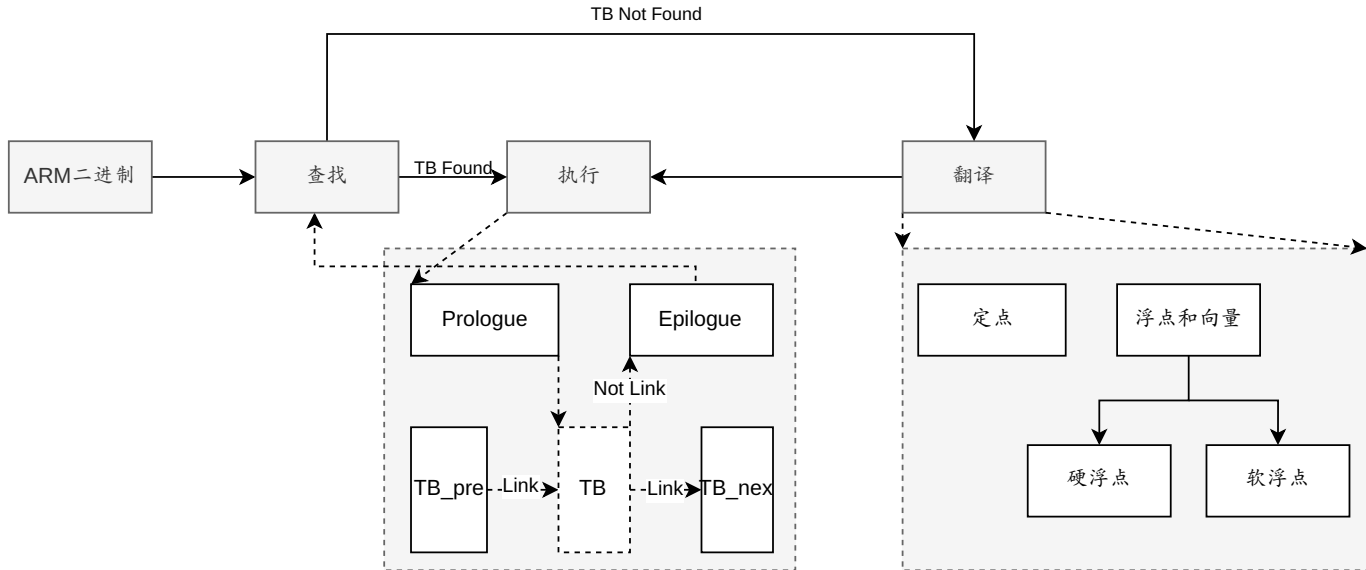 TB Not Found
ARM二进制
查找
TB Found
执行
翻译
Prologue
Epilogue
定点
浮点和向量
Not Link
TB_pre
Link
TB
Link
TB_nex
硬浮点
软浮点